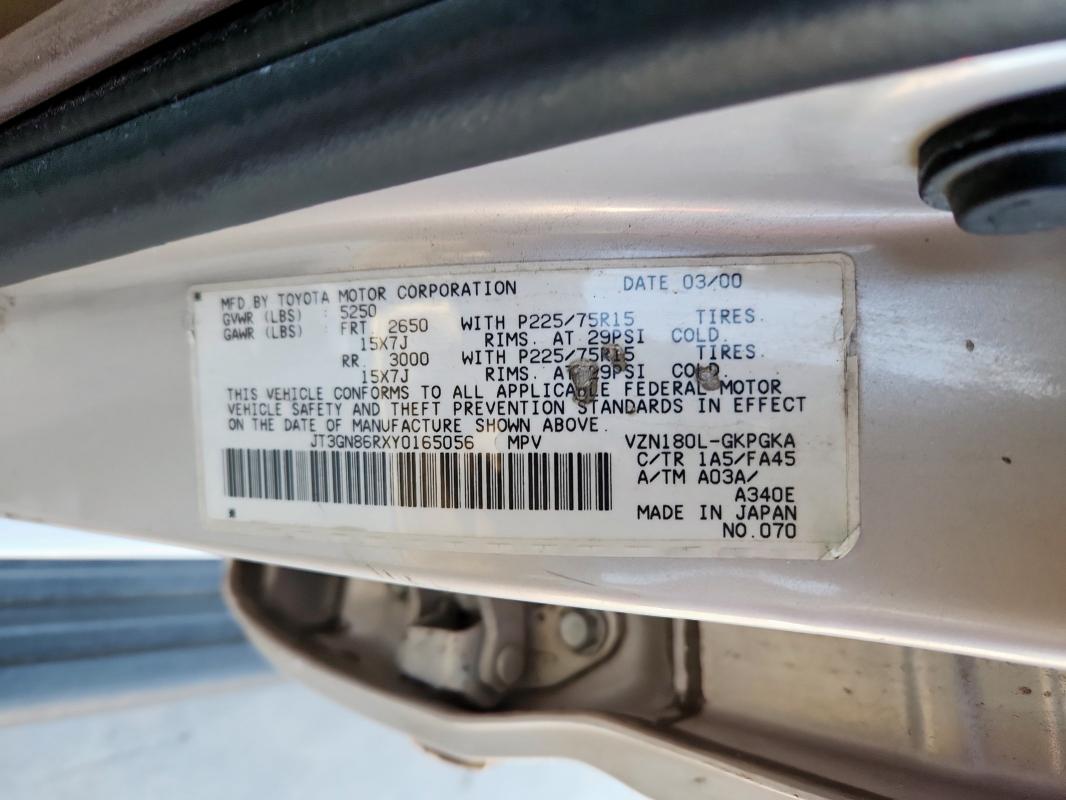 MFD BY TOYOTA MOTOR CORPORATION DATE 03/00
GVWR (LBS) : 5250
GAWR (LBS) : FRT. 2650 WITH P225/75R15 TIRES.
15X7J RIMS. AT 29PSI COLD.
RR. 3000 WITH P225/75R15 TIRES.
15X7J RIMS. AT 29PSI COLD.
THIS VEHICLE CONFORMS TO ALL APPLICABLE FEDERAL MOTOR
VEHICLE SAFETY AND THEFT PREVENTION STANDARDS IN EFFECT
ON THE DATE OF MANUFACTURE SHOWN ABOVE.
JT3GN86RXY0165056 MPV VZN180L-GKPGKA
C/TR 1A5/FA45
A/TM A03A/
A340E
MADE IN JAPAN
NO.070